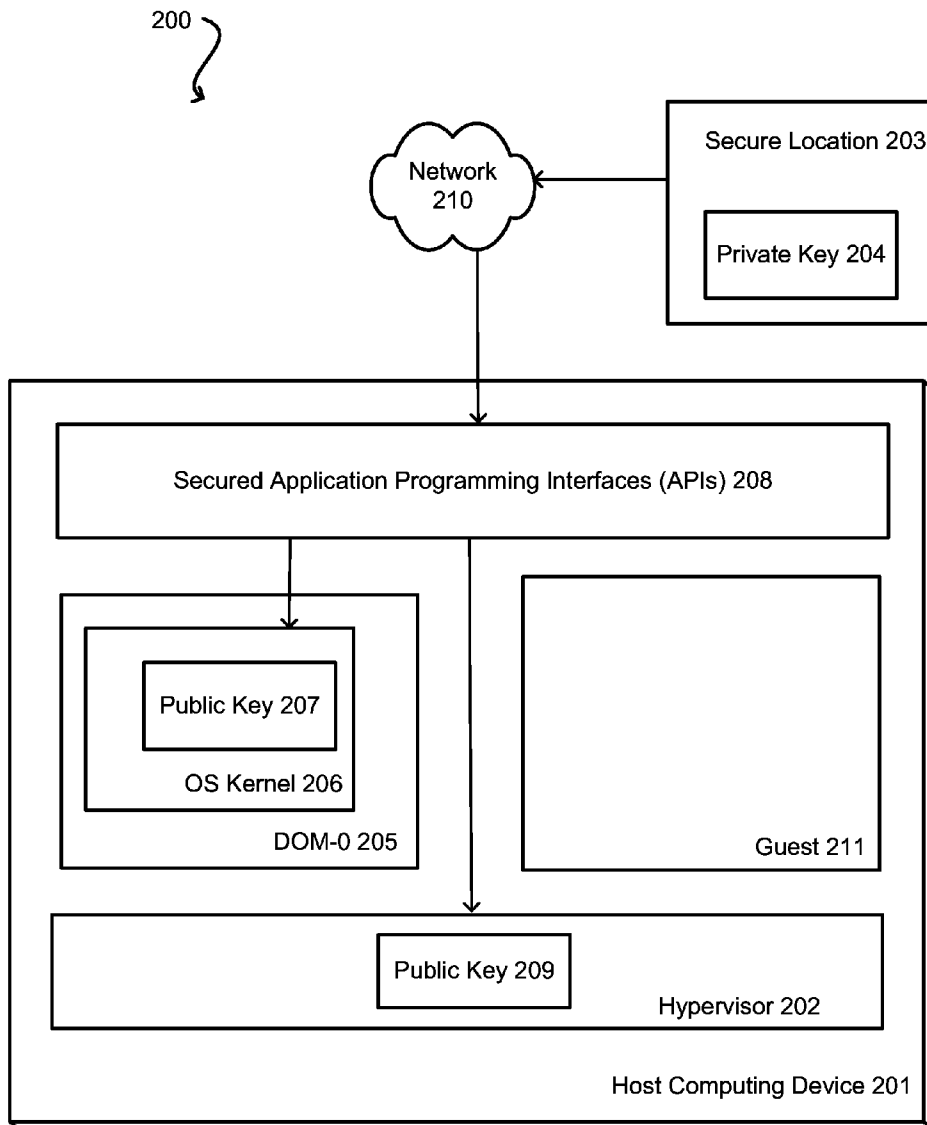 200
Secure Location 203
Network
210
Private Key 204
Secured Application Programming Interfaces (APIs) 208
Public Key 207
OS Kernel 206
DOM-0 205
Guest 211
Public Key 209
Hypervisor 202
Host Computing Device 201